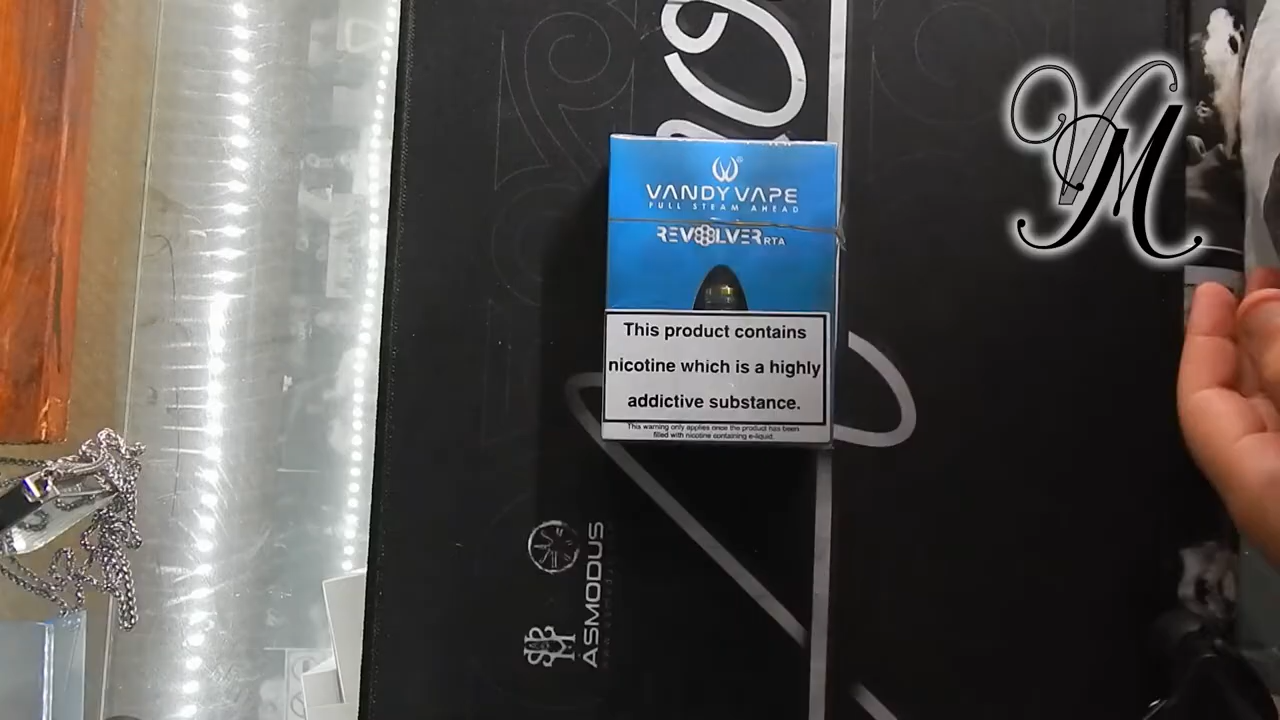 VM
VANDY VAPE
FULL STEAM AHEAD
REVOLVER RTA
This product contains
nicotine which is a highly
addictive substance.
This warning only applies once the product has been
filled with nicotine containing e-liquid.
ASMODUS